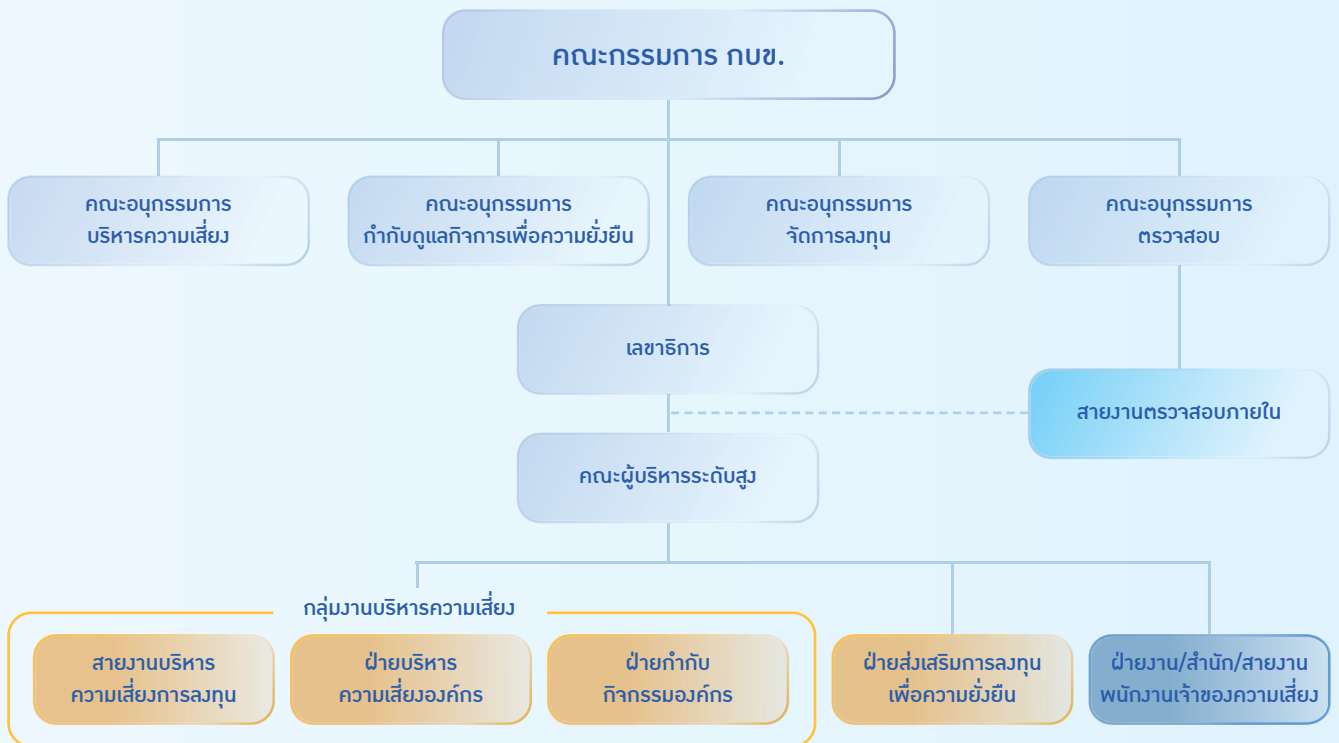 คณะกรรมการ กบข.
คณะอนุกรรมการ
บริหารความเสี่ยง
คณะอนุกรรมการ
กำกับดูแลกิจการเพื่อความยั่งยืน
คณะอนุกรรมการ
จัดการลงทุน
คณะอนุกรรมการ
ตรวจสอบ
เลขาธิการ
สายงานตรวจสอบภายใน
คณะผู้บริหารระดับสูง
กลุ่มงานบริหารความเสี่ยง
สายงานบริหาร
ความเสี่ยงการลงทุน
ฝ่ายบริหาร
ความเสี่ยงองค์กร
ฝ่ายกำกับ
กิจกรรมองค์กร
ฝ่ายส่งเสริมการลงทุน
เพื่อความยั่งยืน
ฝ่ายงาน/สำนัก/สายงาน
พนักงานเจ้าของความเสี่ยง